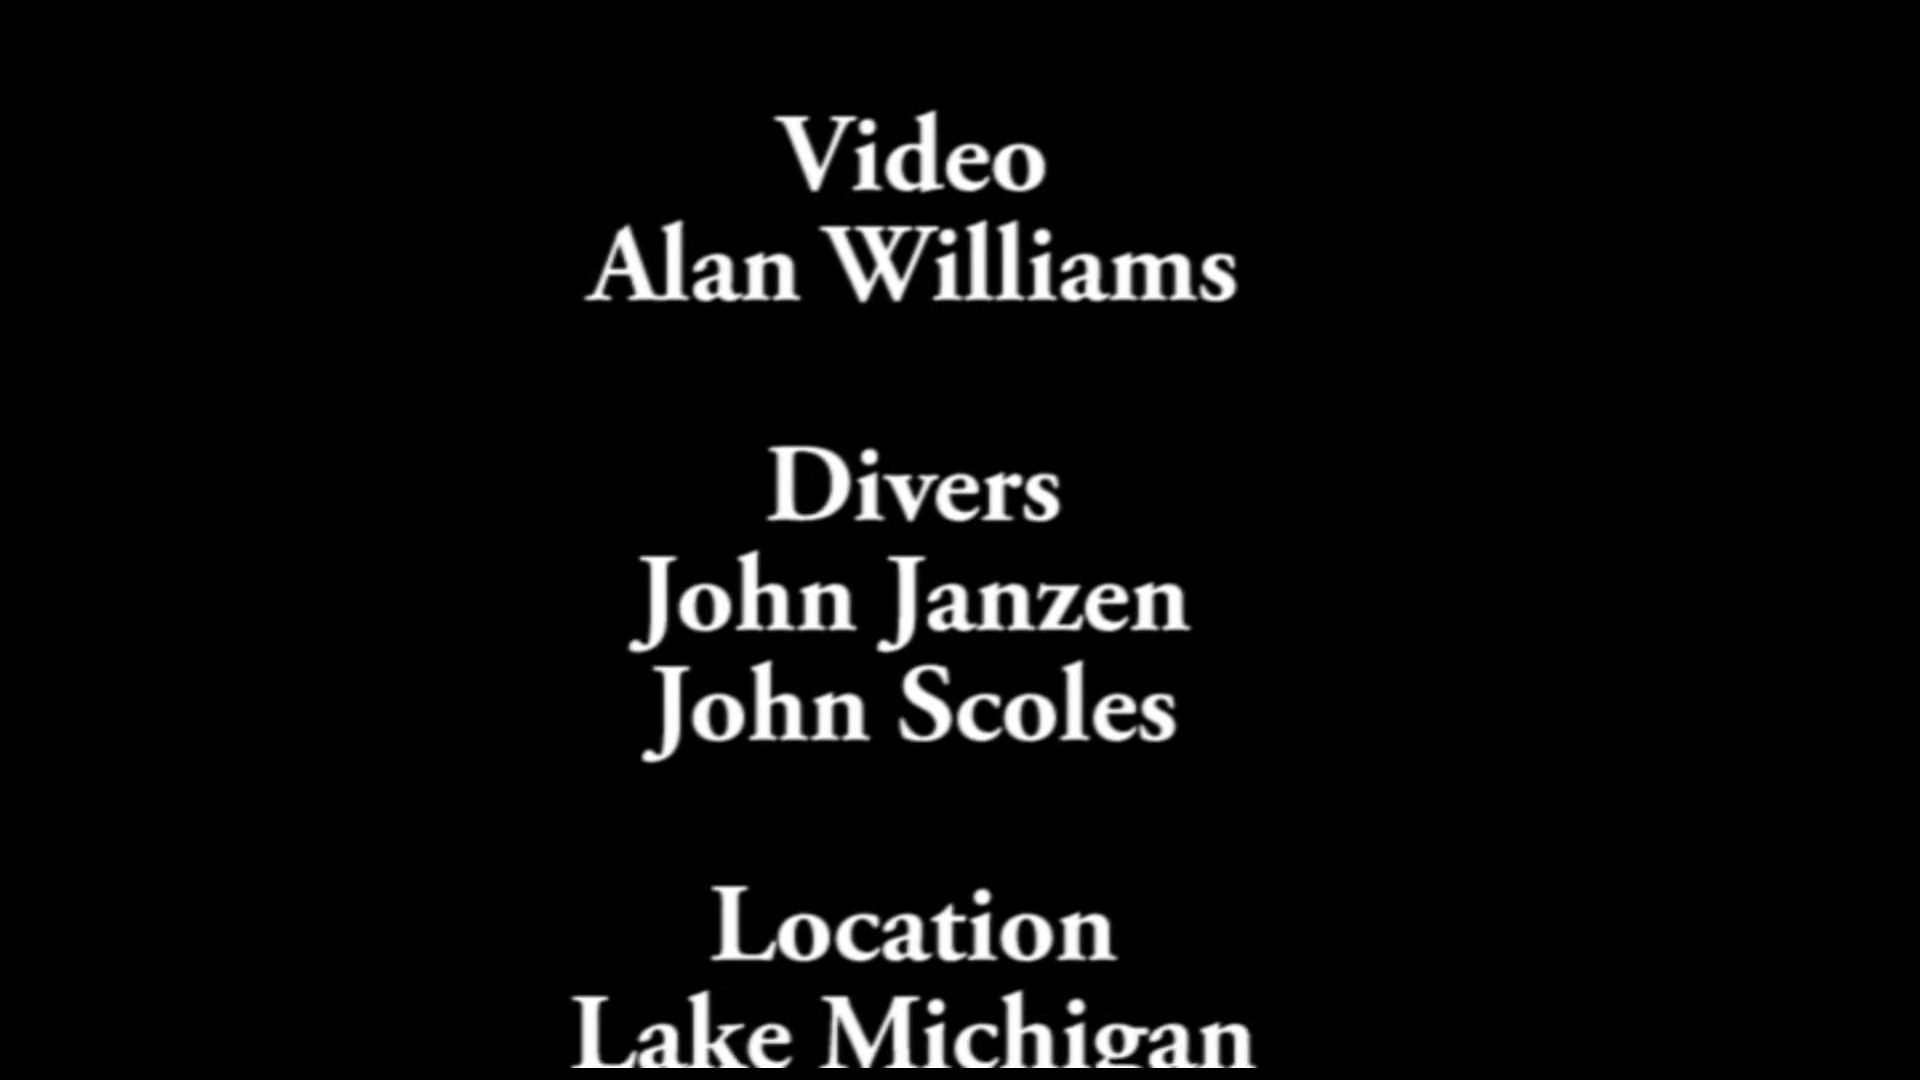 Video
Alan Williams
Divers
John Janzen
John Scoles
Location
Lake Michigan